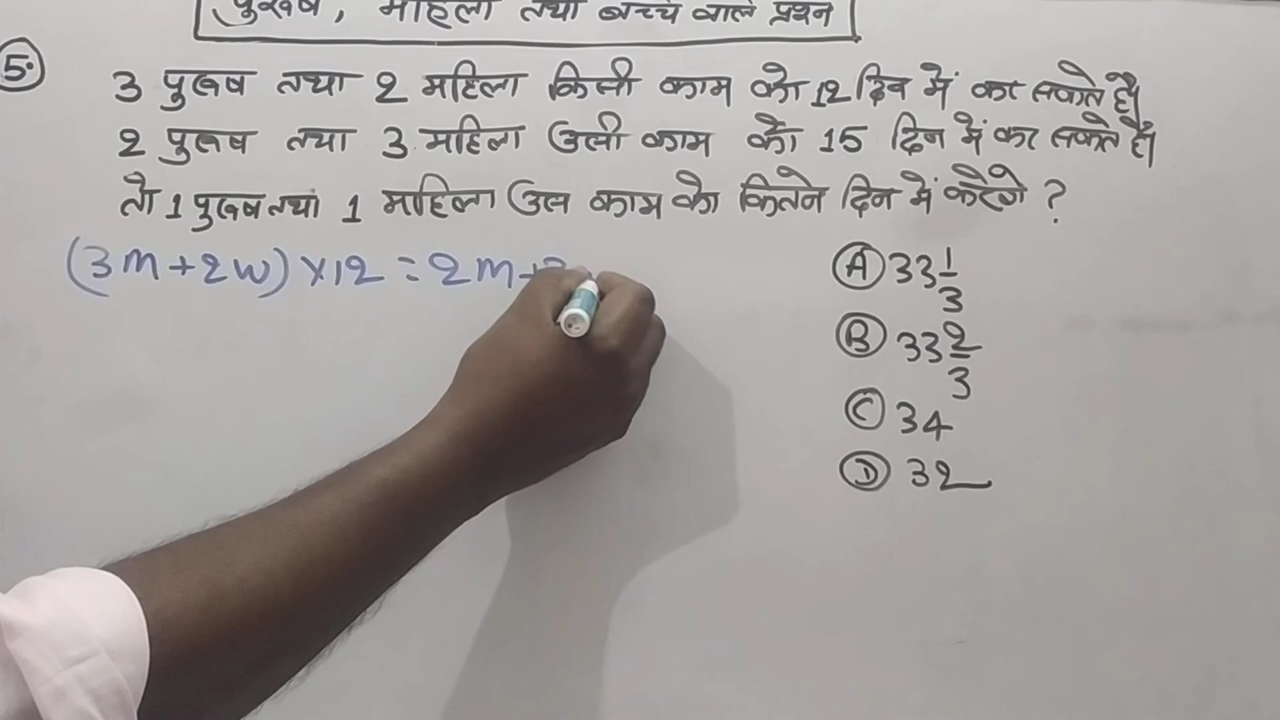 पुरुष, महिला तथा बच्चे वाले प्रश्न
5.
3 पुरुष तथा 2 महिला किसी काम को 12 दिन में कर सकते हैं।
2 पुरुष तथा 3 महिला उसी काम को 15 दिन में कर सकते हैं।
तो 1 पुरुष तथा 1 महिला उस काम को कितने दिन में करेंगे ?
(3m+2w)×12 = 2m+
(A) 33 1/3
(B) 33 2/3
(C) 34
(D) 32